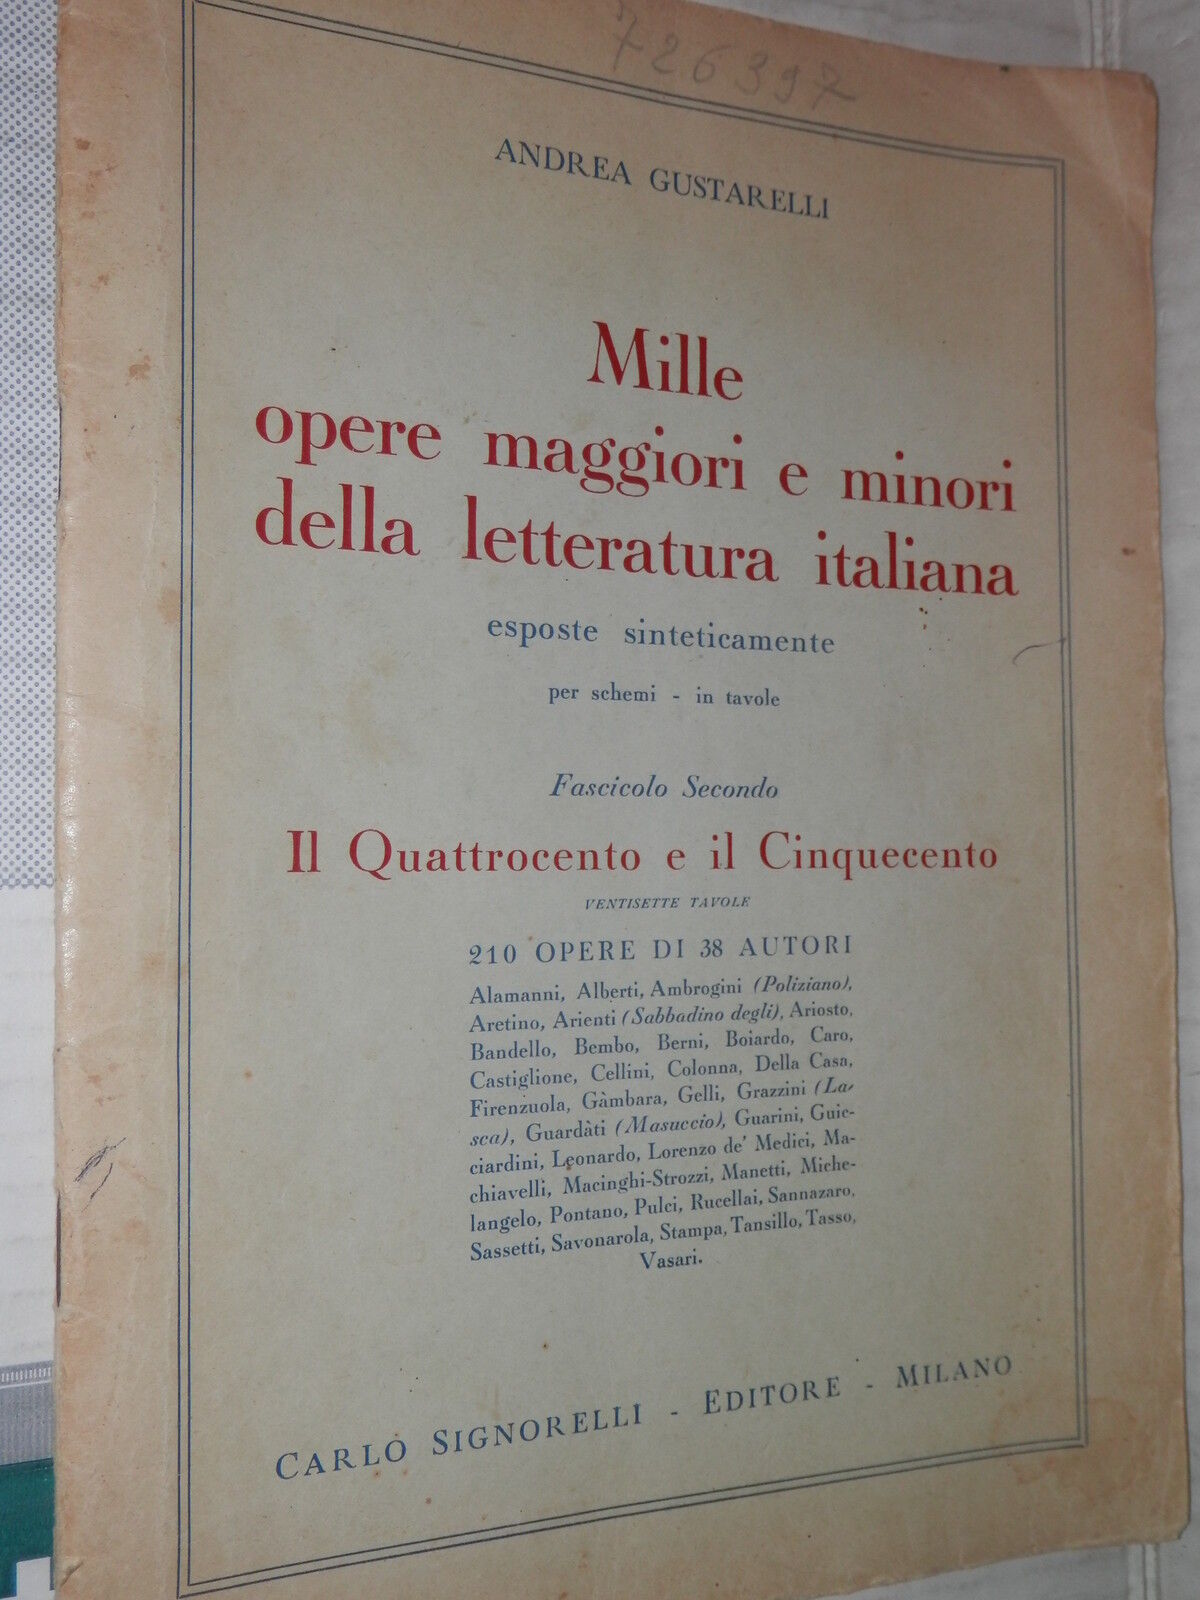 726397
ANDREA GUSTARELLI
Mille
opere maggiori e minori
della letteratura italiana
esposte sinteticamente
per schemi - in tavole
Fascicolo Secondo
Il Quattrocento e il Cinquecento
VENTISETTE TAVOLE
210 OPERE DI 38 AUTORI
Alamanni, Alberti, Ambrogini (Poliziano),
Aretino, Arienti (Sabbadino degli), Ariosto,
Bandello, Bembo, Berni, Boiardo, Caro,
Castiglione, Cellini, Colonna, Della Casa,
Firenzuola, Gàmbara, Gelli, Grazzini (La-
sca), Guardàti (Masuccio), Guarini, Guic-
ciardini, Leonardo, Lorenzo de' Medici, Ma-
chiavelli, Macinghi-Strozzi, Manetti, Miche-
langelo, Pontano, Pulci, Rucellai, Sannazaro,
Sassetti, Savonarola, Stampa, Tansillo, Tasso,
Vasari.
CARLO SIGNORELLI - EDITORE - MILANO